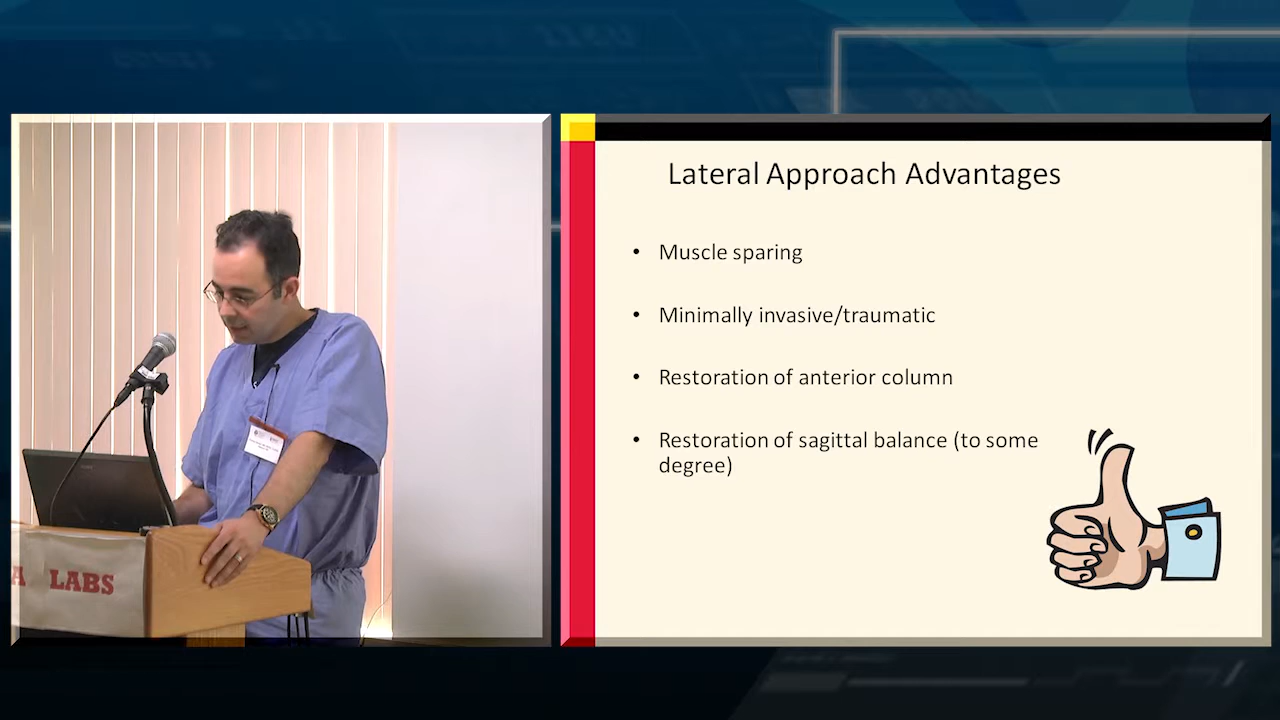 A LABS
Lateral Approach Advantages
• Muscle sparing
• Minimally invasive/traumatic
• Restoration of anterior column
• Restoration of sagittal balance (to some
degree)